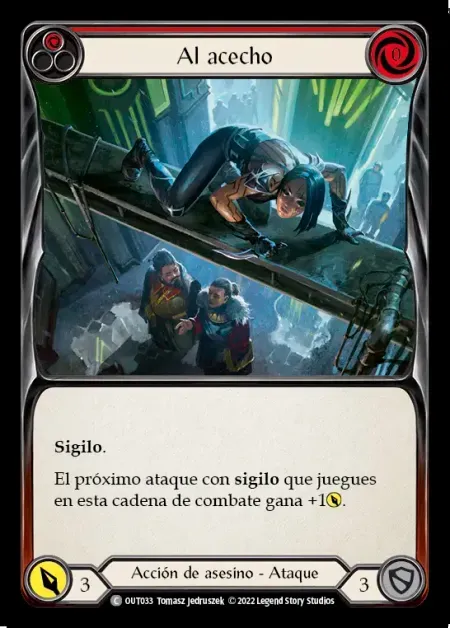 Al acecho
0
Sigilo.
El próximo ataque con sigilo que juegues
en esta cadena de combate gana +1.
3
Acción de asesino - Ataque
3
C OUT033 Tomasz Jedruszek © 2022 Legend Story Studios